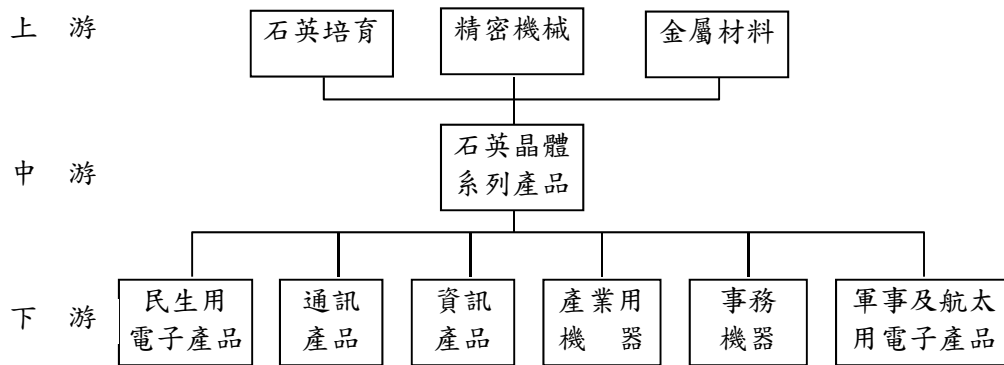 上 游
石英培育
精密機械
金屬材料
中 游
石英晶體
系列產品
下 游
民生用
電子產品
通訊
產品
資訊
產品
產業用
機 器
事務
機器
軍事及航太
用電子產品